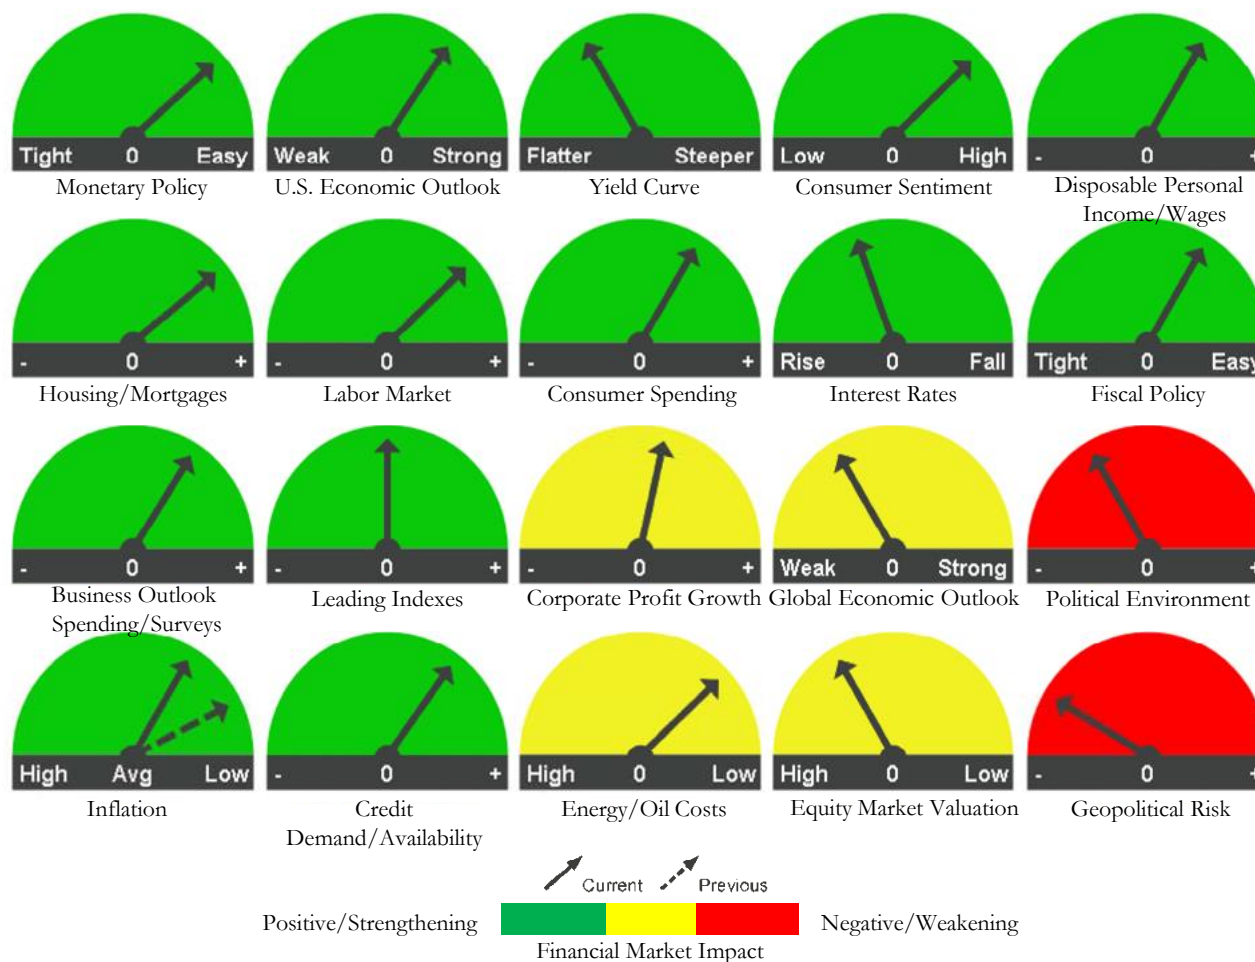 Tight 0 Easy
Monetary Policy
Weak 0 Strong
U.S. Economic Outlook
Flatter Steeper
Yield Curve
Low 0 High
Consumer Sentiment
- 0 +
Disposable Personal
Income/Wages
- 0 +
Housing/Mortgages
- 0 +
Labor Market
- 0 +
Consumer Spending
Rise 0 Fall
Interest Rates
Tight 0 Easy
Fiscal Policy
- 0 +
Business Outlook
Spending/Surveys
- 0 +
Leading Indexes
- 0 +
Corporate Profit Growth
Weak 0 Strong
Global Economic Outlook
- 0 +
Political Environment
High Avg Low
Inflation
- 0 +
Credit
Demand/Availability
High 0 Low
Energy/Oil Costs
High 0 Low
Equity Market Valuation
- 0 +
Geopolitical Risk
Current Previous
Positive/Strengthening Negative/Weakening
Financial Market Impact